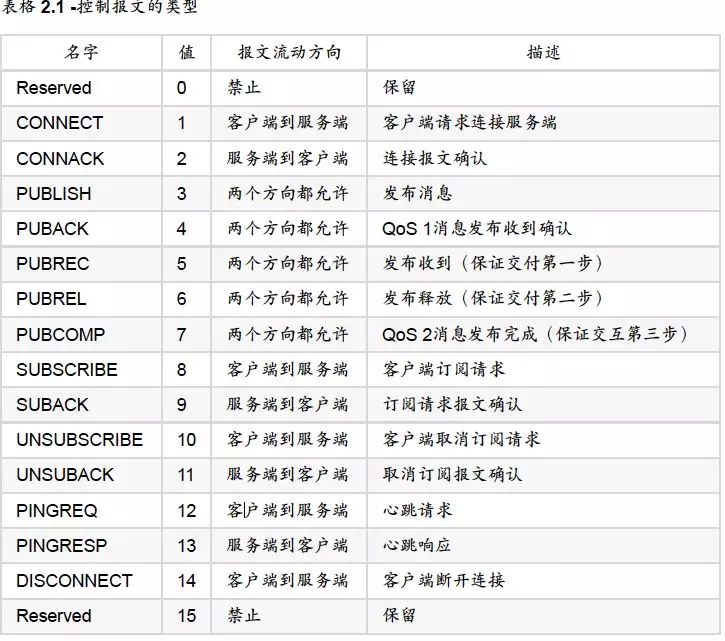 表格 2.1 -控制报文的类型
名字 值 报文流动方向 描述
Reserved 0 禁止 保留
CONNECT 1 客户端到服务端 客户端请求连接服务端
CONNACK 2 服务端到客户端 连接报文确认
PUBLISH 3 两个方向都允许 发布消息
PUBACK 4 两个方向都允许 QoS 1消息发布收到确认
PUBREC 5 两个方向都允许 发布收到（保证交付第一步）
PUBREL 6 两个方向都允许 发布释放（保证交付第二步）
PUBCOMP 7 两个方向都允许 QoS 2消息发布完成（保证交互第三步）
SUBSCRIBE 8 客户端到服务端 客户端订阅请求
SUBACK 9 服务端到客户端 订阅请求报文确认
UNSUBSCRIBE 10 客户端到服务端 客户端取消订阅请求
UNSUBACK 11 服务端到客户端 取消订阅报文确认
PINGREQ 12 客户端到服务端 心跳请求
PINGRESP 13 服务端到客户端 心跳响应
DISCONNECT 14 客户端到服务端 客户端断开连接
Reserved 15 禁止 保留